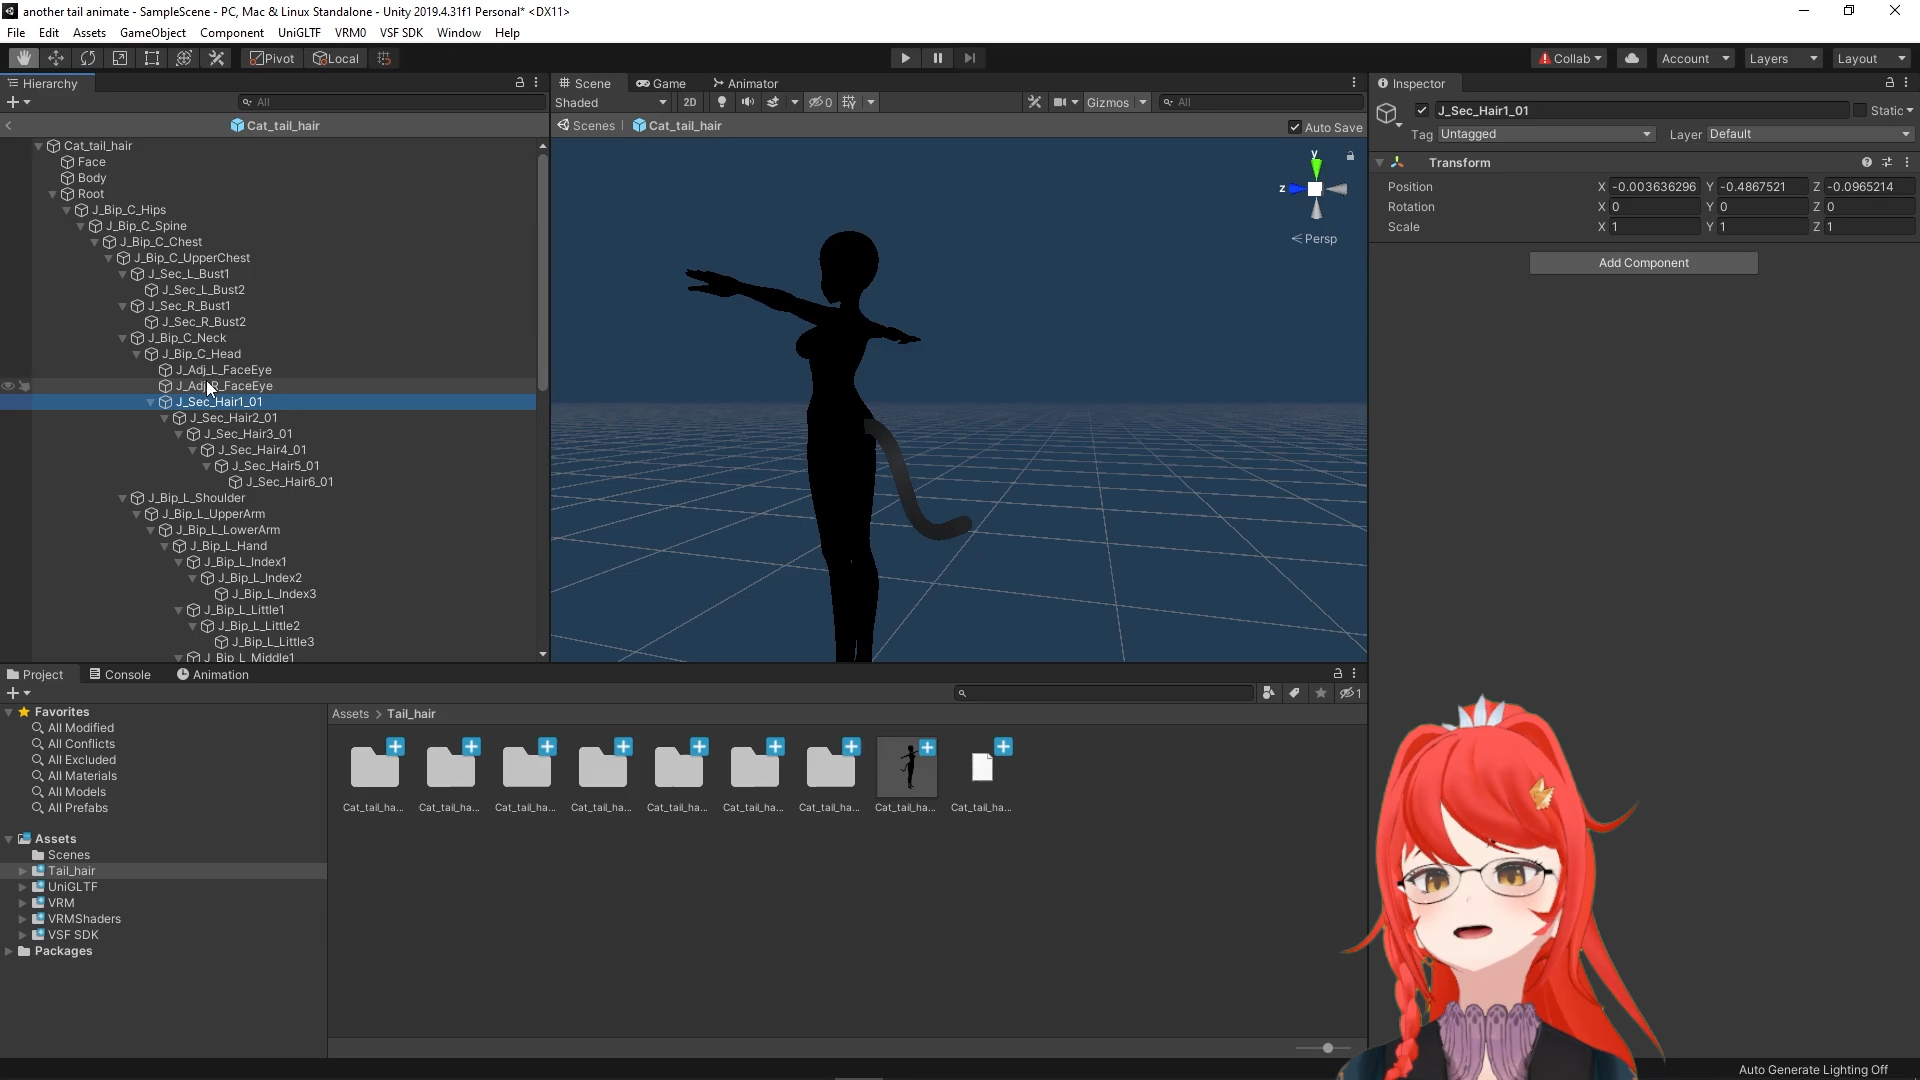 another tail animate - SampleScene - PC, Mac & Linux Standalone - Unity 2019.4.31f1 Personal* <DX11>
File Edit Assets GameObject Component UniGLTF VRM0 VSF SDK Window Help
Pivot Local Collab Account Layers Layout
Hierarchy
All
Cat_tail_hair
Cat_tail_hair
Face
Body
Root
J_Bip_C_Hips
J_Bip_C_Spine
J_Bip_C_Chest
J_Bip_C_UpperChest
J_Sec_L_Bust1
J_Sec_L_Bust2
J_Sec_R_Bust1
J_Sec_R_Bust2
J_Bip_C_Neck
J_Bip_C_Head
J_Adj_L_FaceEye
J_Adj_R_FaceEye
J_Sec_Hair1_01
J_Sec_Hair2_01
J_Sec_Hair3_01
J_Sec_Hair4_01
J_Sec_Hair5_01
J_Sec_Hair6_01
J_Bip_L_Shoulder
J_Bip_L_UpperArm
J_Bip_L_LowerArm
J_Bip_L_Hand
J_Bip_L_Index1
J_Bip_L_Index2
J_Bip_L_Index3
J_Bip_L_Little1
J_Bip_L_Little2
J_Bip_L_Little3
J_Bip_L_Middle1
Scene Game Animator
Shaded 2D 0 Gizmos All
Scenes Cat_tail_hair Auto Save
y
z
Persp
Inspector
J_Sec_Hair1_01 Static
Tag Untagged Layer Default
Transform
Position X -0.003636296 Y -0.4867521 Z -0.0965214
Rotation X 0 Y 0 Z 0
Scale X 1 Y 1 Z 1
Add Component
Project Console Animation
1
Favorites
All Modified
All Conflicts
All Excluded
All Materials
All Models
All Prefabs
Assets
Scenes
Tail_hair
UniGLTF
VRM
VRMShaders
VSF SDK
Packages
Assets > Tail_hair
Cat_tail_ha... Cat_tail_ha... Cat_tail_ha... Cat_tail_ha... Cat_tail_ha... Cat_tail_ha... Cat_tail_ha... Cat_tail_ha... Cat_tail_ha...
Auto Generate Lighting Off